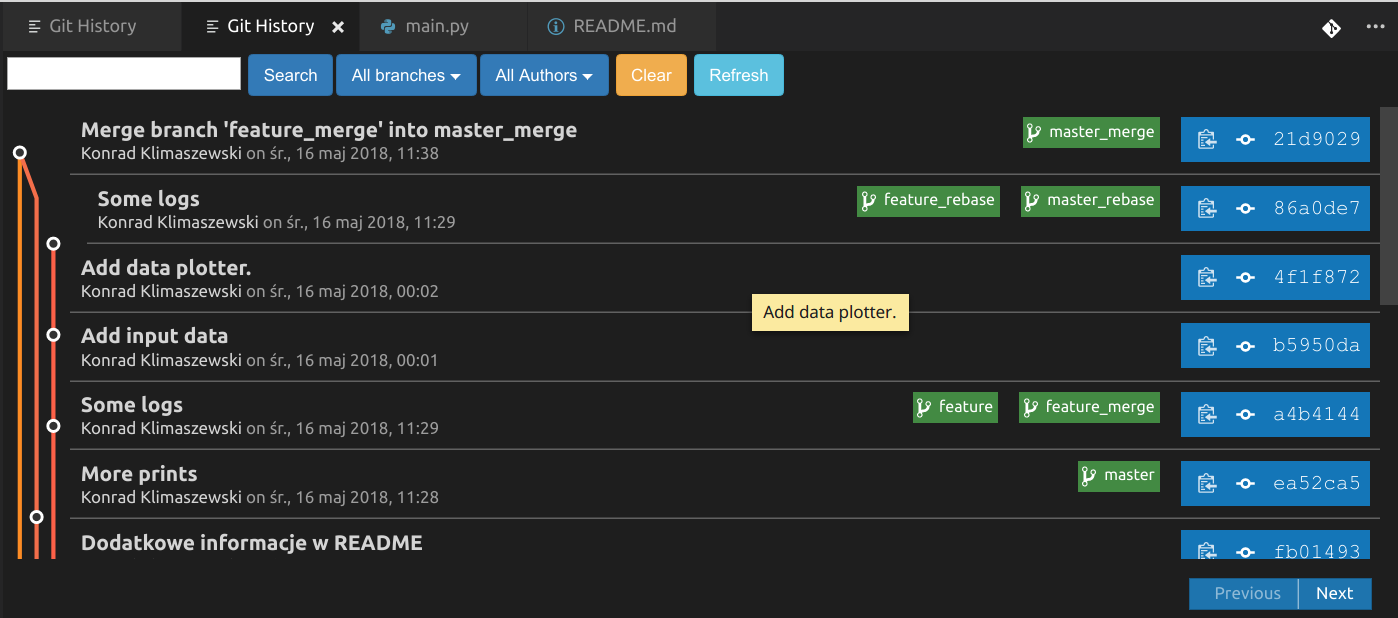 Git History Git History main.py README.md
Search All branches All Authors Clear Refresh
Merge branch 'feature_merge' into master_merge master_merge 21d9029
Konrad Klimaszewski on śr., 16 maj 2018, 11:38
Some logs feature_rebase master_rebase 86a0de7
Konrad Klimaszewski on śr., 16 maj 2018, 11:29
Add data plotter. 4f1f872
Konrad Klimaszewski on śr., 16 maj 2018, 00:02
Add data plotter.
Add input data b5950da
Konrad Klimaszewski on śr., 16 maj 2018, 00:01
Some logs feature feature_merge a4b4144
Konrad Klimaszewski on śr., 16 maj 2018, 11:29
More prints master ea52ca5
Konrad Klimaszewski on śr., 16 maj 2018, 11:28
Dodatkowe informacje w README fb01493
Previous Next